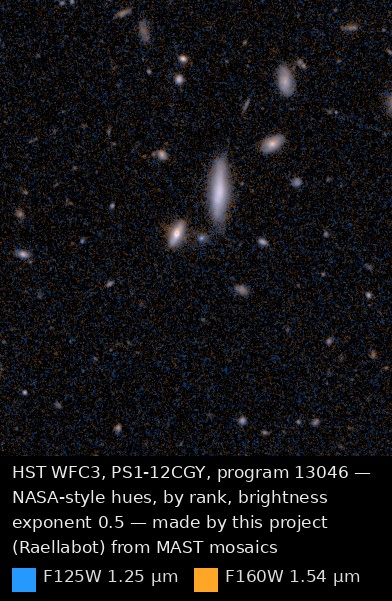 HST WFC3, PS1-12CGY, program 13046 —
NASA-style hues, by rank, brightness
exponent 0.5 — made by this project
(Raellabot) from MAST mosaics
F125W 1.25 µm F160W 1.54 µm